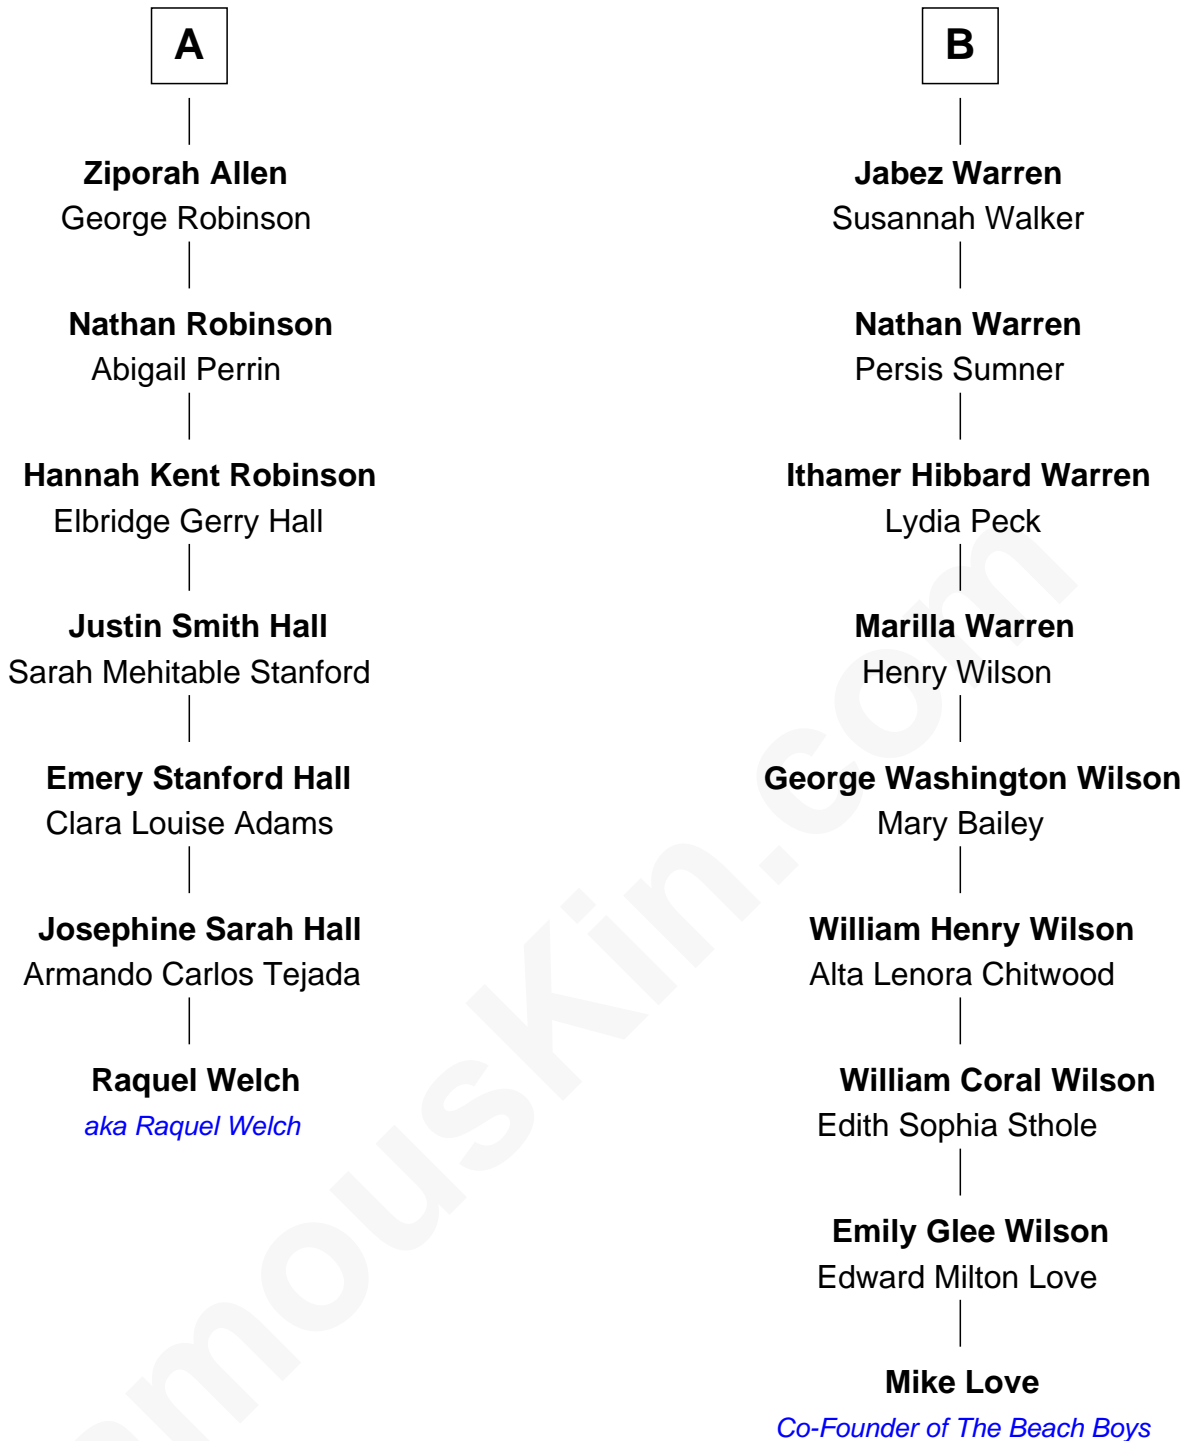 A
Ziporah Allen
George Robinson
Nathan Robinson
Abigail Perrin
Hannah Kent Robinson
Elbridge Gerry Hall
Justin Smith Hall
Sarah Mehitable Stanford
Emery Stanford Hall
Clara Louise Adams
Josephine Sarah Hall
Armando Carlos Tejada
Raquel Welch
aka Raquel Welch
B
Jabez Warren
Susannah Walker
Nathan Warren
Persis Sumner
Ithamer Hibbard Warren
Lydia Peck
Marilla Warren
Henry Wilson
George Washington Wilson
Mary Bailey
William Henry Wilson
Alta Lenora Chitwood
William Coral Wilson
Edith Sophia Sthole
Emily Glee Wilson
Edward Milton Love
Mike Love
Co-Founder of The Beach Boys
amousKin.com